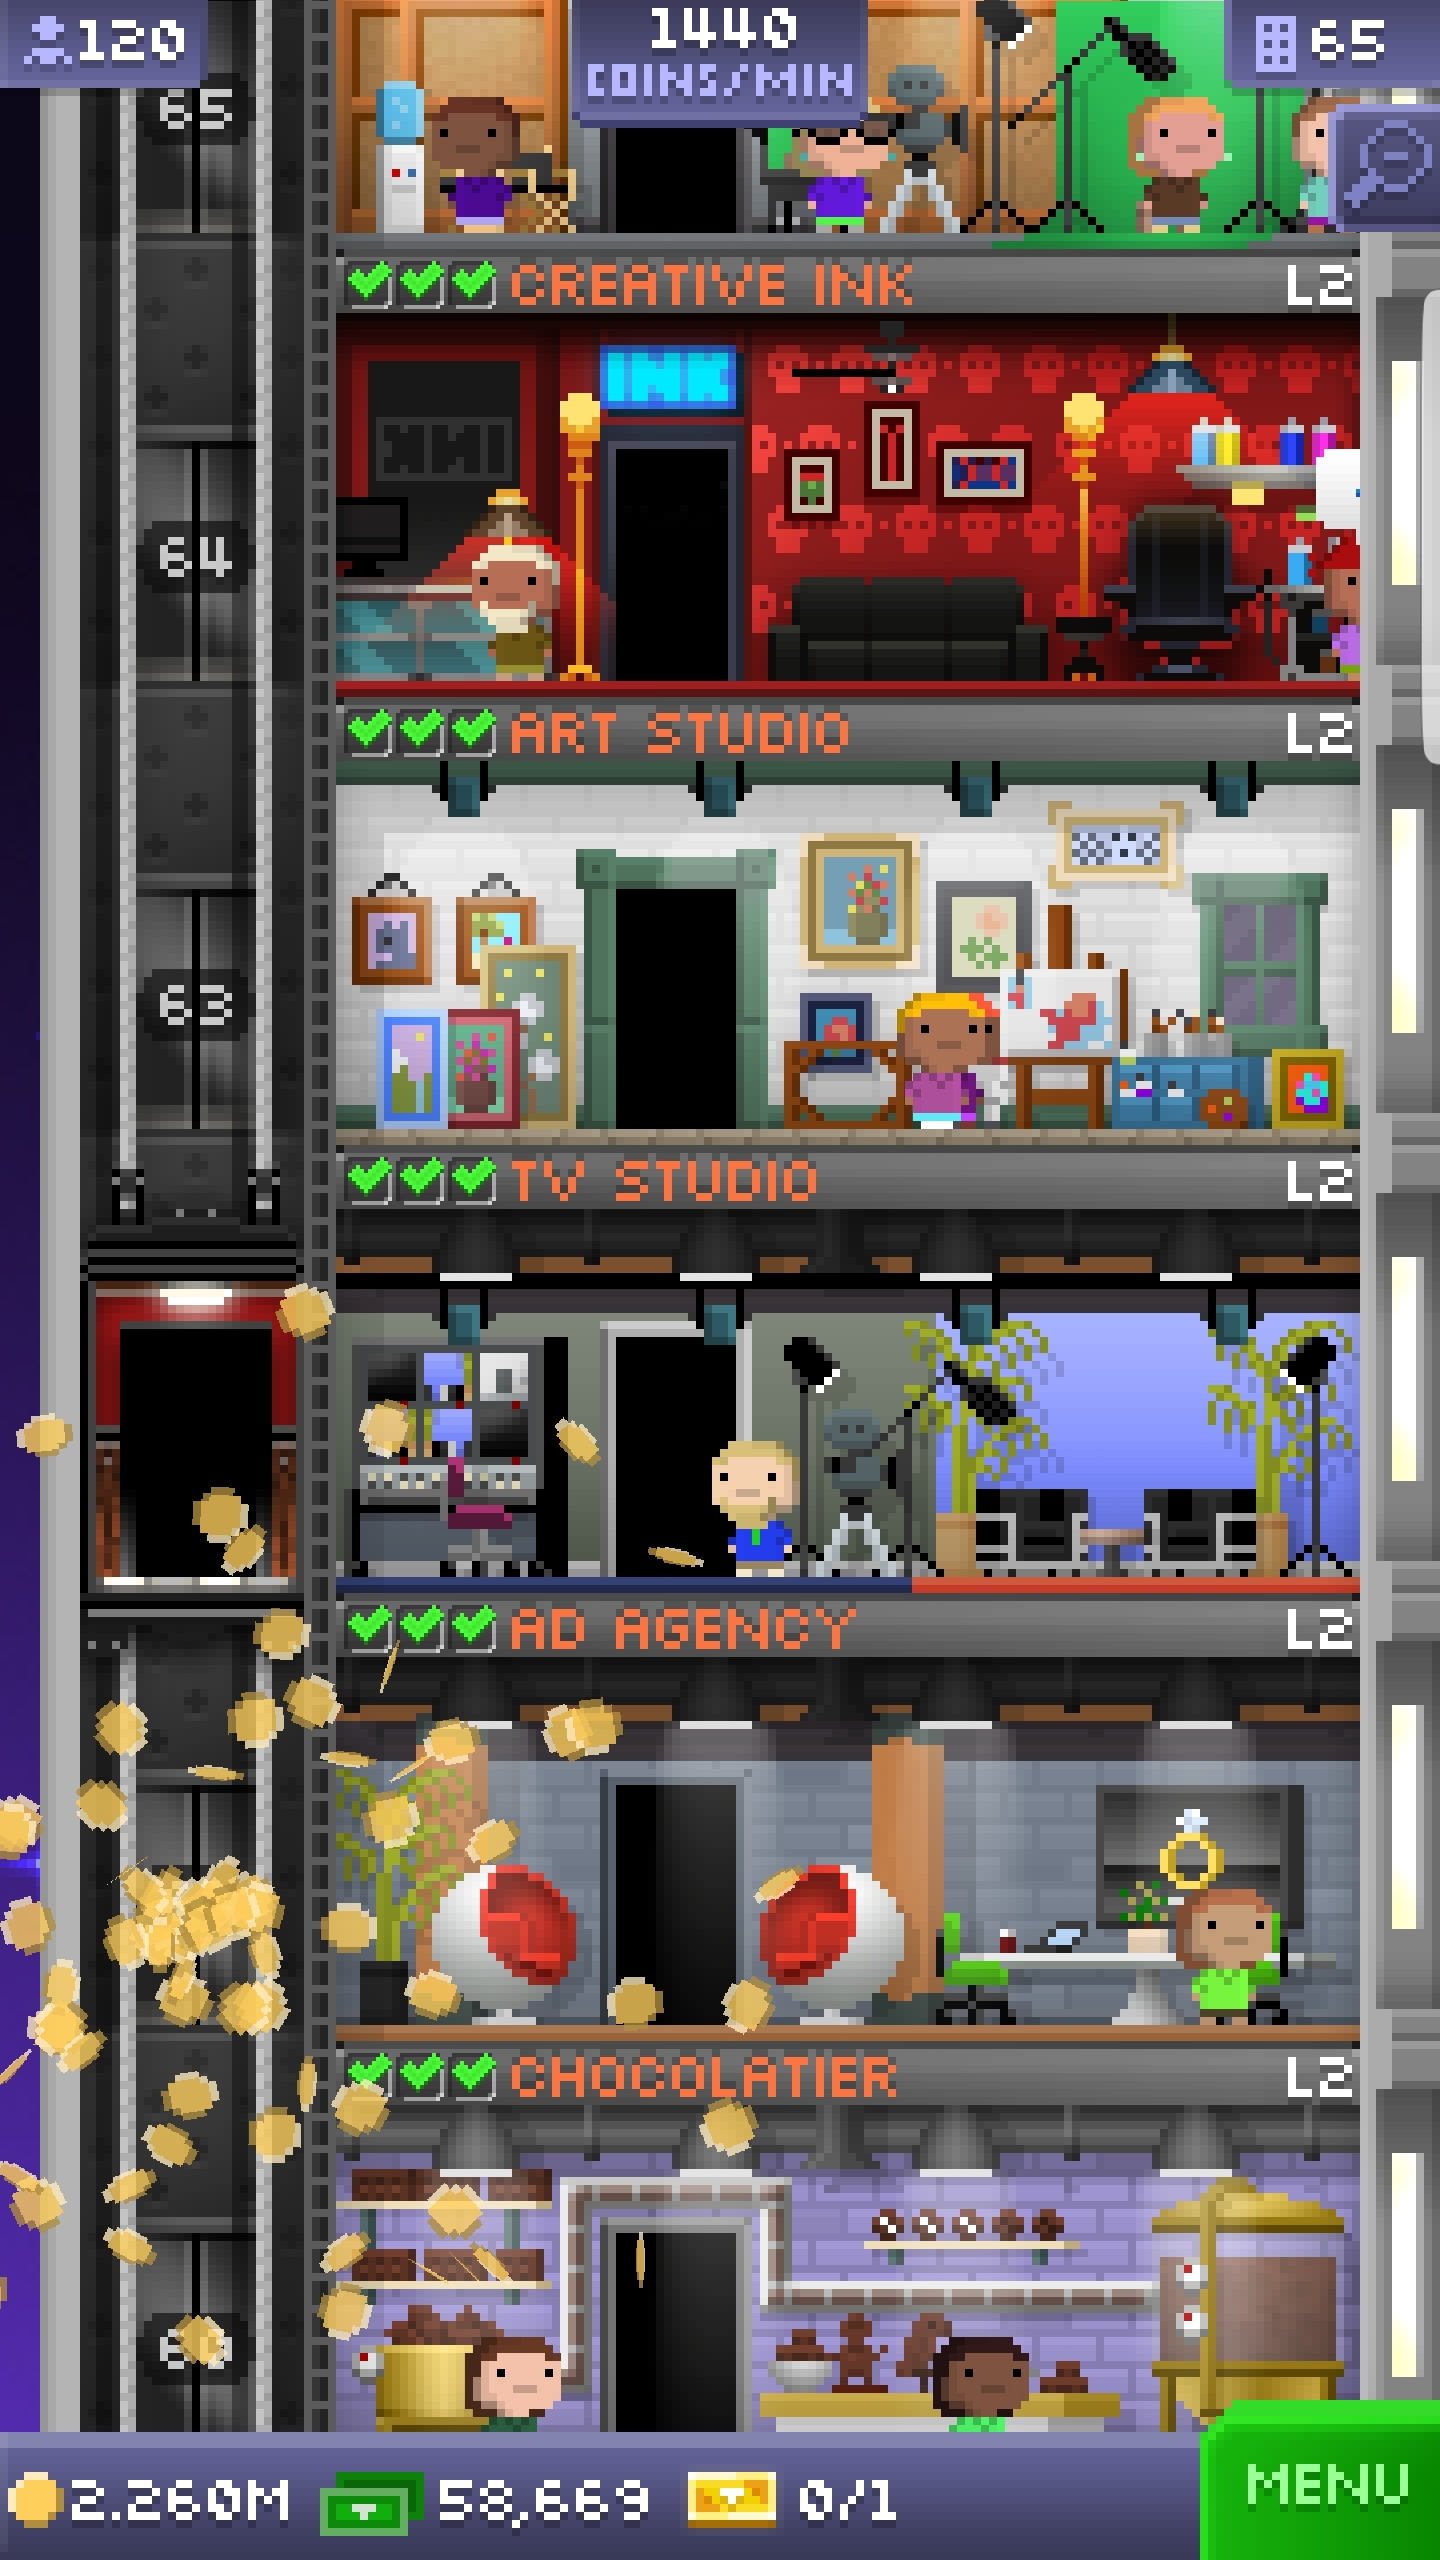 120
1440
COINS/MIN
65
65
CREATIVE INK L2
INK
64
ART STUDIO L2
63
TV STUDIO L2
AD AGENCY L2
CHOCOLATIER L2
2.260M 58,669 0/1
MENU